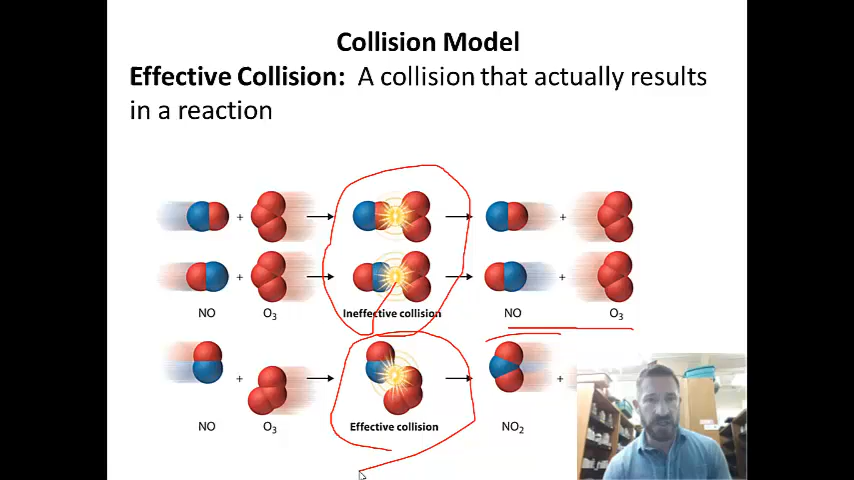 Collision Model
Effective Collision: A collision that actually results
in a reaction
+
+
+
+
NO O₃ Ineffective collision NO O₃
+
+
NO O₃ Effective collision NO₂